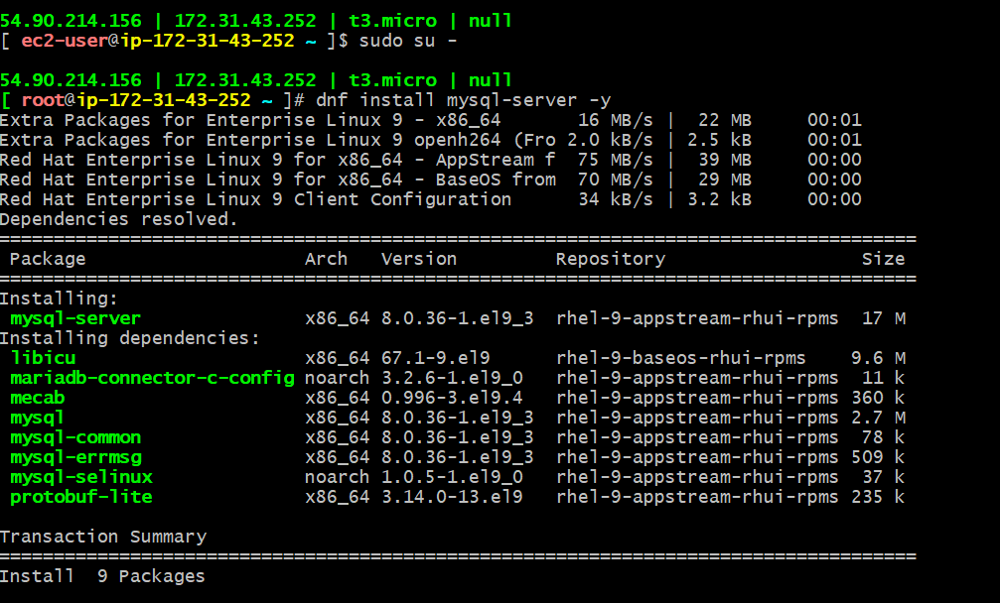 54.90.214.156 | 172.31.43.252 | t3.micro | null
[ ec2-user@ip-172-31-43-252 ~ ]$ sudo su -
54.90.214.156 | 172.31.43.252 | t3.micro | null
[ root@ip-172-31-43-252 ~ ]# dnf install mysql-server -y
Extra Packages for Enterprise Linux 9 - x86_64       16 MB/s |  22 MB     00:01
Extra Packages for Enterprise Linux 9 openh264 (Fro 2.0 kB/s | 2.5 kB     00:01
Red Hat Enterprise Linux 9 for x86_64 - AppStream f  75 MB/s |  39 MB     00:00
Red Hat Enterprise Linux 9 for x86_64 - BaseOS from  70 MB/s |  29 MB     00:00
Red Hat Enterprise Linux 9 Client Configuration      34 kB/s | 3.2 kB     00:00
Dependencies resolved.
================================================================================
Package                    Arch   Version         Repository                  Size
================================================================================
Installing:
mysql-server               x86_64 8.0.36-1.el9_3  rhel-9-appstream-rhui-rpms  17 M
Installing dependencies:
libicu                     x86_64 67.1-9.el9      rhel-9-baseos-rhui-rpms    9.6 M
mariadb-connector-c-config noarch 3.2.6-1.el9_0   rhel-9-appstream-rhui-rpms  11 k
mecab                      x86_64 0.996-3.el9.4   rhel-9-appstream-rhui-rpms 360 k
mysql                      x86_64 8.0.36-1.el9_3  rhel-9-appstream-rhui-rpms 2.7 M
mysql-common               x86_64 8.0.36-1.el9_3  rhel-9-appstream-rhui-rpms  78 k
mysql-errmsg               x86_64 8.0.36-1.el9_3  rhel-9-appstream-rhui-rpms 509 k
mysql-selinux              noarch 1.0.5-1.el9_0   rhel-9-appstream-rhui-rpms  37 k
protobuf-lite              x86_64 3.14.0-13.el9   rhel-9-appstream-rhui-rpms 235 k
Transaction Summary
================================================================================
Install  9 Packages